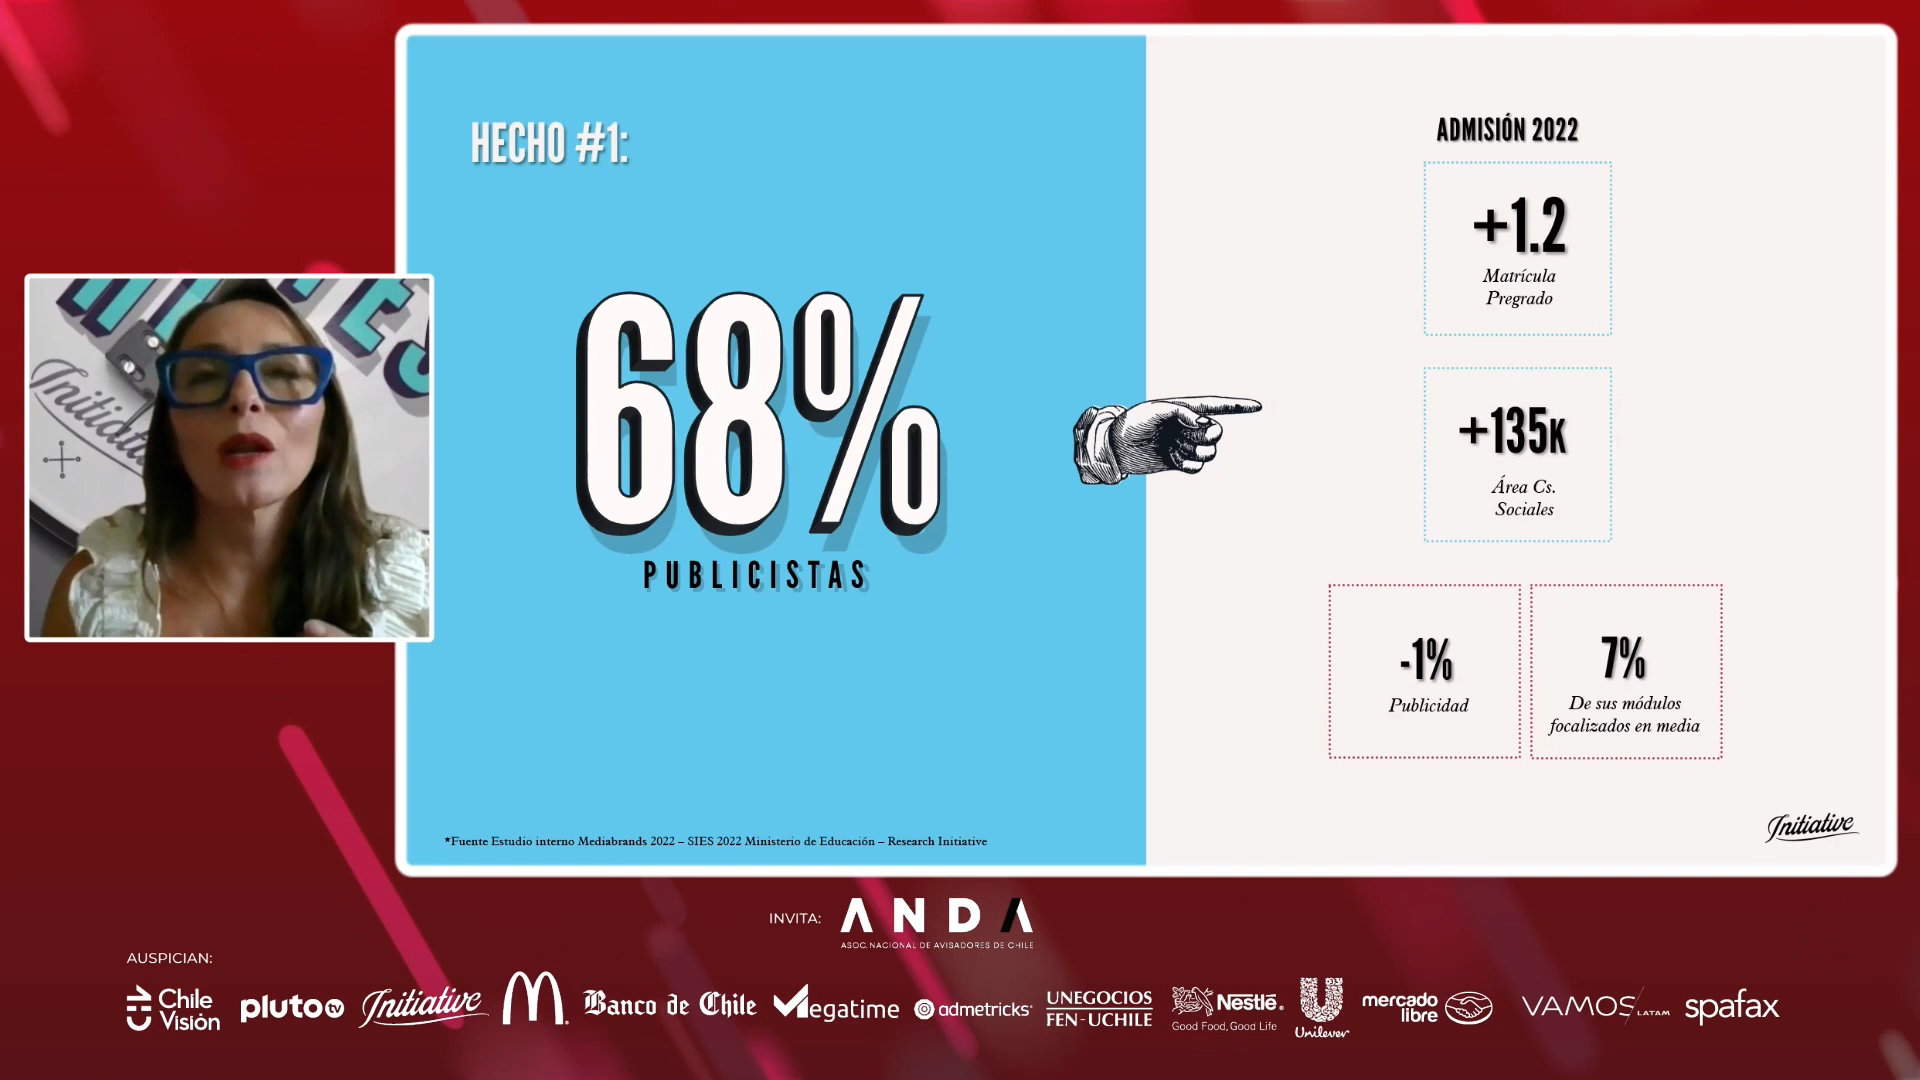 HECHO #1:
68%
PUBLICISTAS
*Fuente Estudio interno Mediabrands 2022 – SIES 2022 Ministerio de Educación – Research Initiative
ADMISIÓN 2022
+1.2
Matrícula
Pregrado
+135K
Área Cs.
Sociales
-1%
Publicidad
7%
De sus módulos
focalizados en media
Initiative
Initiative
INVITA:
ANDA
ASOC. NACIONAL DE AVISADORES DE CHILE
AUSPICIAN:
CHV
Chile
Visión
pluto tv
Initiative
Banco de Chile
Megatime
admetricks
UNEGOCIOS
FEN-UCHILE
Nestlé.
Good Food, Good Life
Unilever
mercado
libre
VAMOS/LATAM
spafax